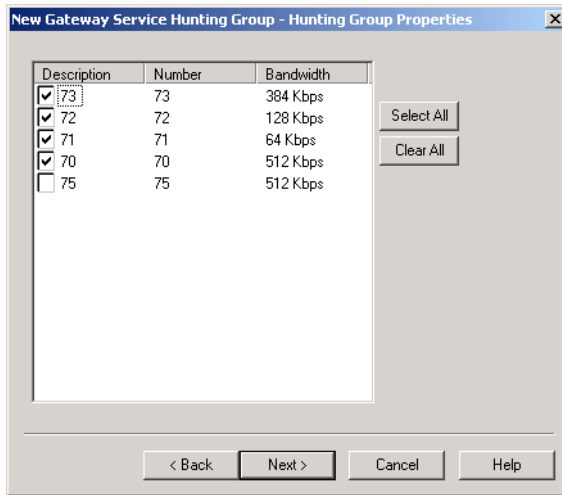 New Gateway Service Hunting Group - Hunting Group Properties
Description Number Bandwidth
73 73 384 Kbps
72 72 128 Kbps
71 71 64 Kbps
70 70 512 Kbps
75 75 512 Kbps
Select All
Clear All
< Back Next > Cancel Help